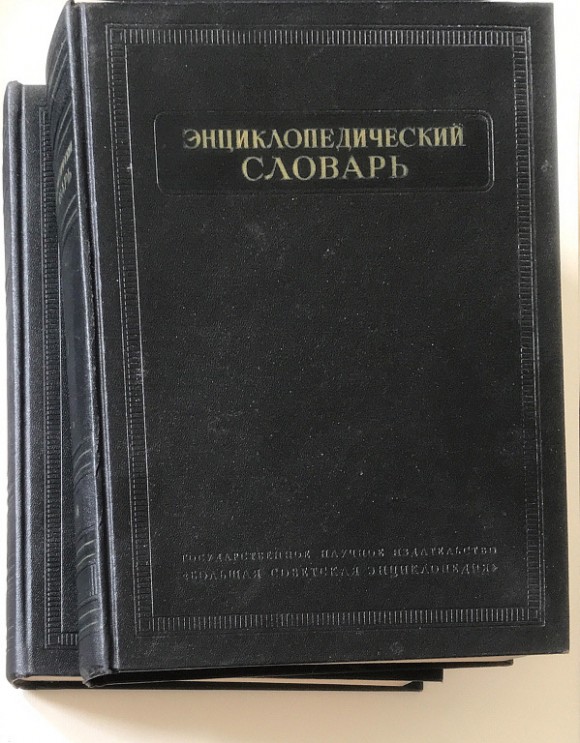 ЭНЦИКЛОПЕДИЧЕСКИЙ
СЛОВАРЬ
ГОСУДАРСТВЕННОЕ НАУЧНОЕ ИЗДАТЕЛЬСТВО
«БОЛЬШАЯ СОВЕТСКАЯ ЭНЦИКЛОПЕДИЯ»